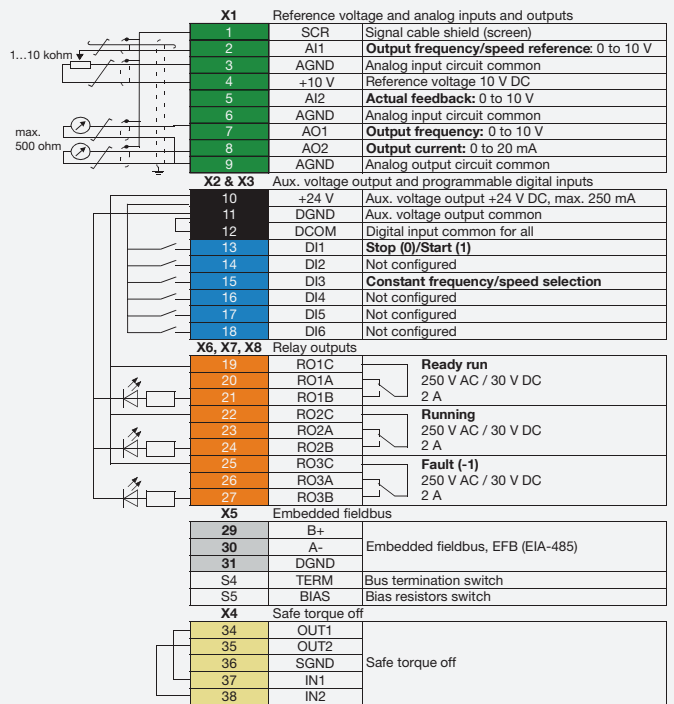 X1 Reference voltage and analog inputs and outputs
1 SCR Signal cable shield (screen)
1...10 kohm
2 AI1 Output frequency/speed reference: 0 to 10 V
3 AGND Analog input circuit common
4 +10 V Reference voltage 10 V DC
5 AI2 Actual feedback: 0 to 10 V
6 AGND Analog input circuit common
max.
500 ohm
7 AO1 Output frequency: 0 to 10 V
8 AO2 Output current: 0 to 20 mA
9 AGND Analog output circuit common
X2 & X3 Aux. voltage output and programmable digital inputs
10 +24 V Aux. voltage output +24 V DC, max. 250 mA
11 DGND Aux. voltage output common
12 DCOM Digital input common for all
13 DI1 Stop (0)/Start (1)
14 DI2 Not configured
15 DI3 Constant frequency/speed selection
16 DI4 Not configured
17 DI5 Not configured
18 DI6 Not configured
X6, X7, X8 Relay outputs
19 RO1C Ready run
20 RO1A 250 V AC / 30 V DC
21 RO1B 2 A
22 RO2C Running
23 RO2A 250 V AC / 30 V DC
24 RO2B 2 A
25 RO3C Fault (-1)
26 RO3A 250 V AC / 30 V DC
27 RO3B 2 A
X5 Embedded fieldbus
29 B+
30 A- Embedded fieldbus, EFB (EIA-485)
31 DGND
S4 TERM Bus termination switch
S5 BIAS Bias resistors switch
X4 Safe torque off
34 OUT1
35 OUT2
36 SGND Safe torque off
37 IN1
38 IN2